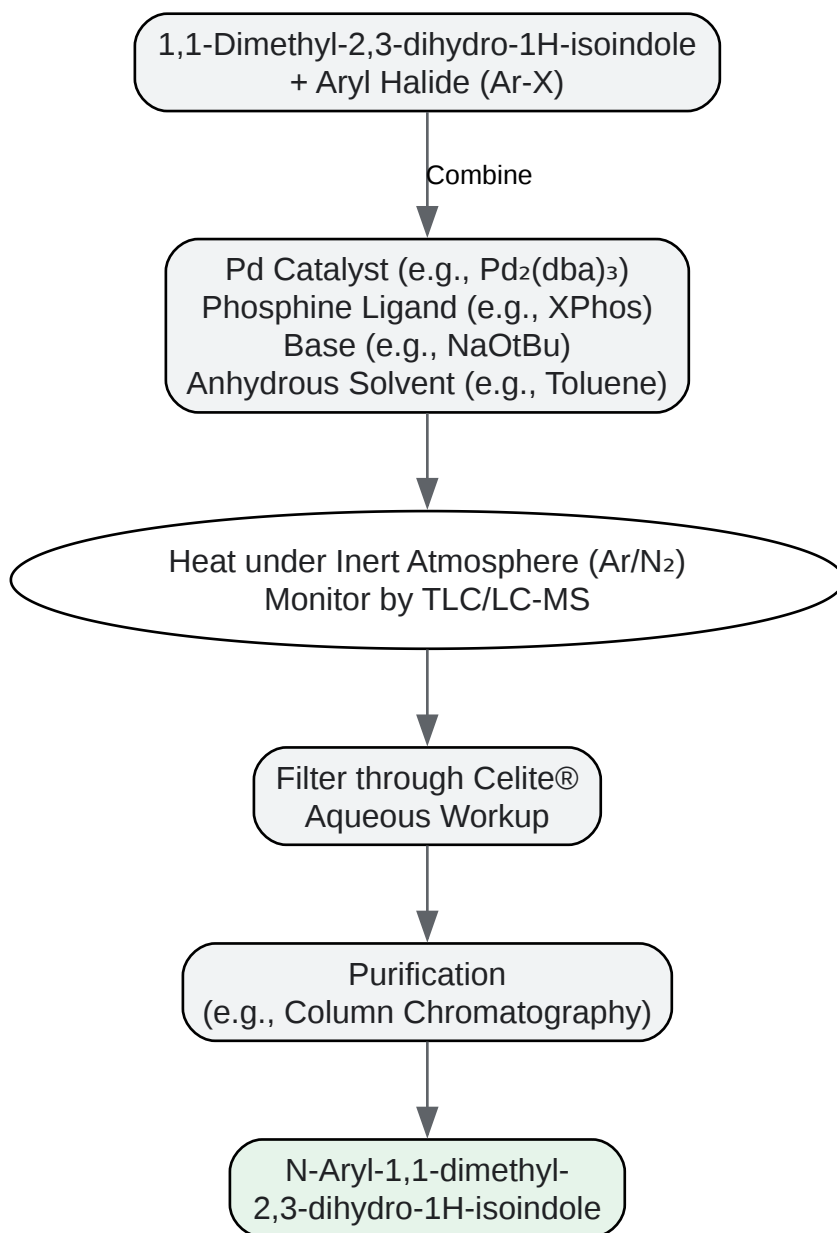 1,1-Dimethyl-2,3-dihydro-1H-isoindole
+ Aryl Halide (Ar-X)
Combine
Pd Catalyst (e.g., Pd₂(dba)₃)
Phosphine Ligand (e.g., XPhos)
Base (e.g., NaOtBu)
Anhydrous Solvent (e.g., Toluene)
Heat under Inert Atmosphere (Ar/N₂)
Monitor by TLC/LC-MS
Filter through Celite®
Aqueous Workup
Purification
(e.g., Column Chromatography)
N-Aryl-1,1-dimethyl-
2,3-dihydro-1H-isoindole